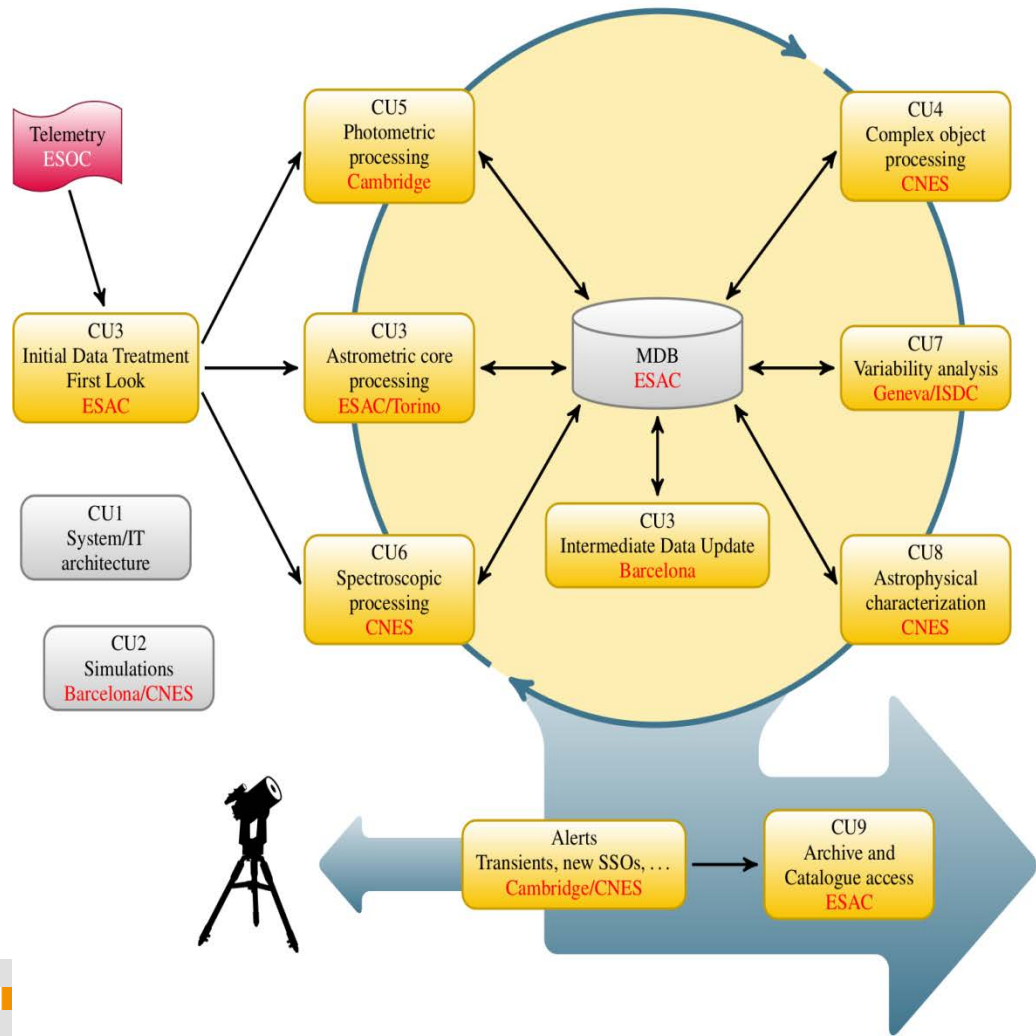 Telemetry
ESOC
CU5
Photometric
processing
Cambridge
CU4
Complex object
processing
CNES
CU3
Initial Data Treatment
First Look
ESAC
CU3
Astrometric core
processing
ESAC/Torino
MDB
ESAC
CU7
Variability analysis
Geneva/ISDC
CU1
System/IT
architecture
CU6
Spectroscopic
processing
CNES
CU3
Intermediate Data Update
Barcelona
CU8
Astrophysical
characterization
CNES
CU2
Simulations
Barcelona/CNES
Alerts
Transients, new SSOs, ...
Cambridge/CNES
CU9
Archive and
Catalogue access
ESAC